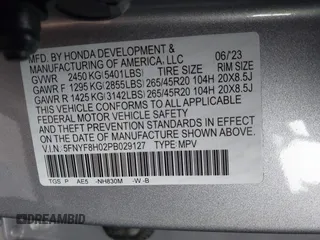 MFD. BY HONDA DEVELOPMENT &
MANUFACTURING OF AMERICA, LLC 06/'23
GVWR 2450 KG(5401LBS) TIRE SIZE RIM SIZE
GAWR F 1295 KG(2855LBS) 265/45R20 104H 20X8.5J
GAWR R 1425 KG(3142LBS) 265/45R20 104H 20X8.5J
THIS VEHICLE CONFORMS TO ALL APPLICABLE
FEDERAL MOTOR VEHICLE SAFETY
AND THEFT PREVENTION STANDARDS IN EFFECT
ON THE DATE OF MANUFACTURE SHOWN ABOVE.
V.I.N: 5FNYF8H02PB029127 TYPE: MPV
TGS P AE5 -NH830M -W -B
DREAMBID